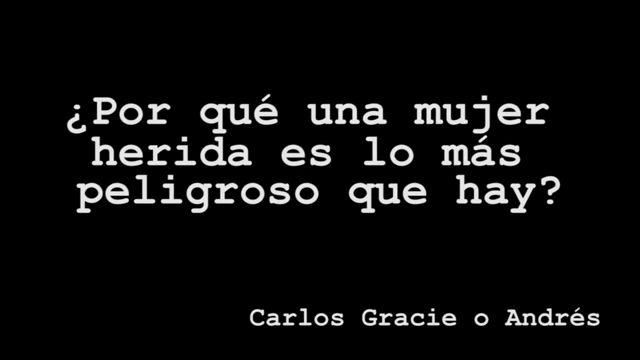 ¿Por qué una mujer
herida es lo más
peligroso que hay?
Carlos Gracie o Andrés